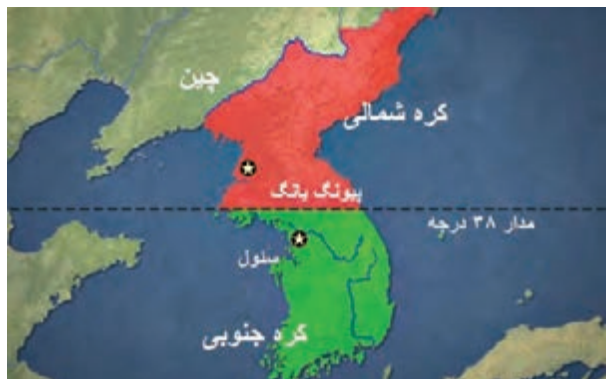 چین
کره شمالی
پیونگ یانگ
مدار ۳۸ درجه
سئول
کره جنوبی